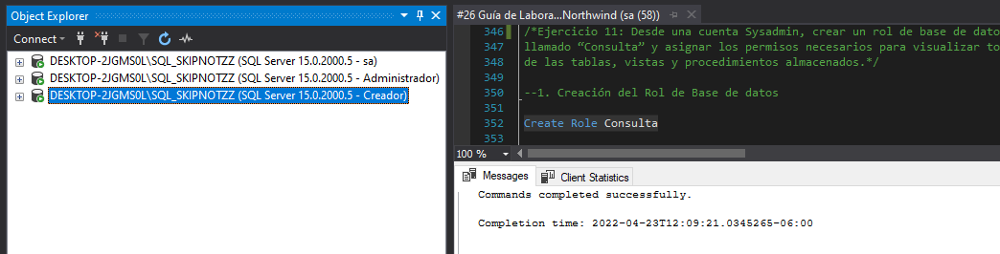 Object Explorer
Connect
DESKTOP-2JGMS0L\SQL_SKIPNOTZZ (SQL Server 15.0.2000.5 - sa)
DESKTOP-2JGMS0L\SQL_SKIPNOTZZ (SQL Server 15.0.2000.5 - Administrador)
DESKTOP-2JGMS0L\SQL_SKIPNOTZZ (SQL Server 15.0.2000.5 - Creador)
#26 Guía de Labora...Northwind (sa (58))
346 /*Ejercicio 11: Desde una cuenta Sysadmin, crear un rol de base de dato
347 llamado “Consulta” y asignar los permisos necesarios para visualizar to
348 de las tablas, vistas y procedimientos almacenados.*/
349
350 --1. Creación del Rol de Base de datos
351
352 Create Role Consulta
353
100 %
Messages Client Statistics
Commands completed successfully.
Completion time: 2022-04-23T12:09:21.0345265-06:00